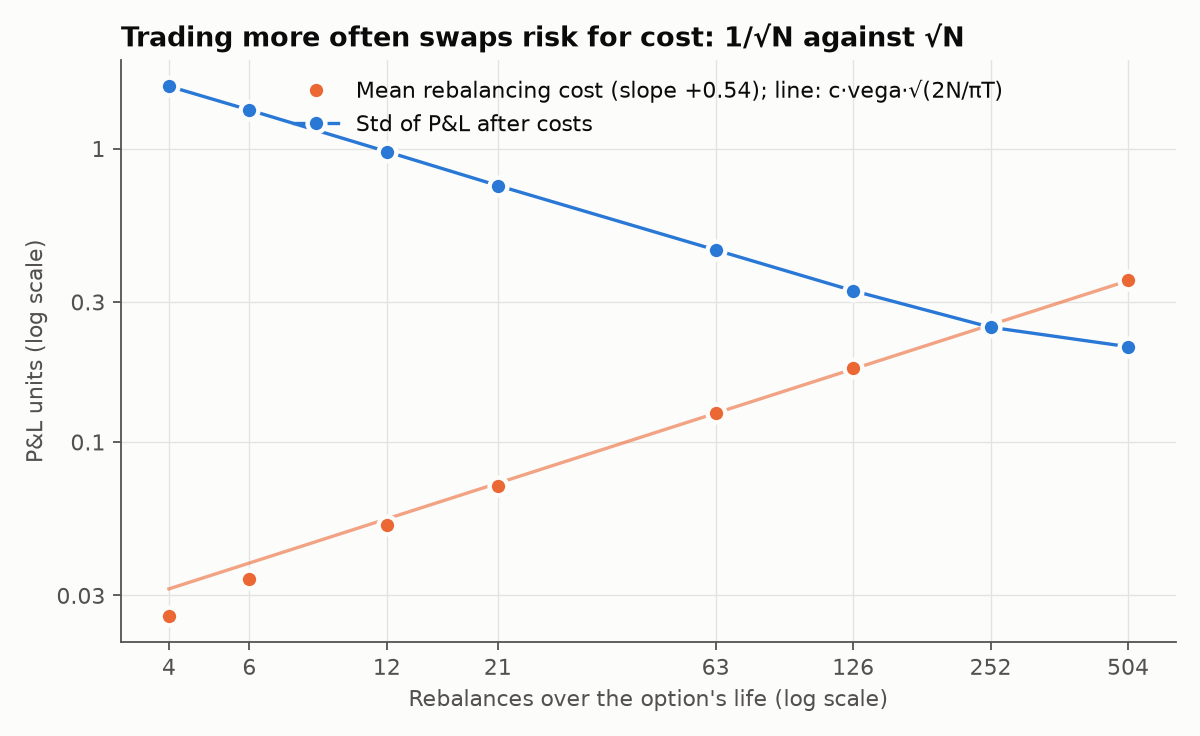 Trading more often swaps risk for cost: 1/√N against √N
Mean rebalancing cost (slope +0.54); line: c·vega·√(2N/πT)
Std of P&L after costs
P&L units (log scale)
1
0.3
0.1
0.03
4 6 12 21 63 126 252 504
Rebalances over the option's life (log scale)